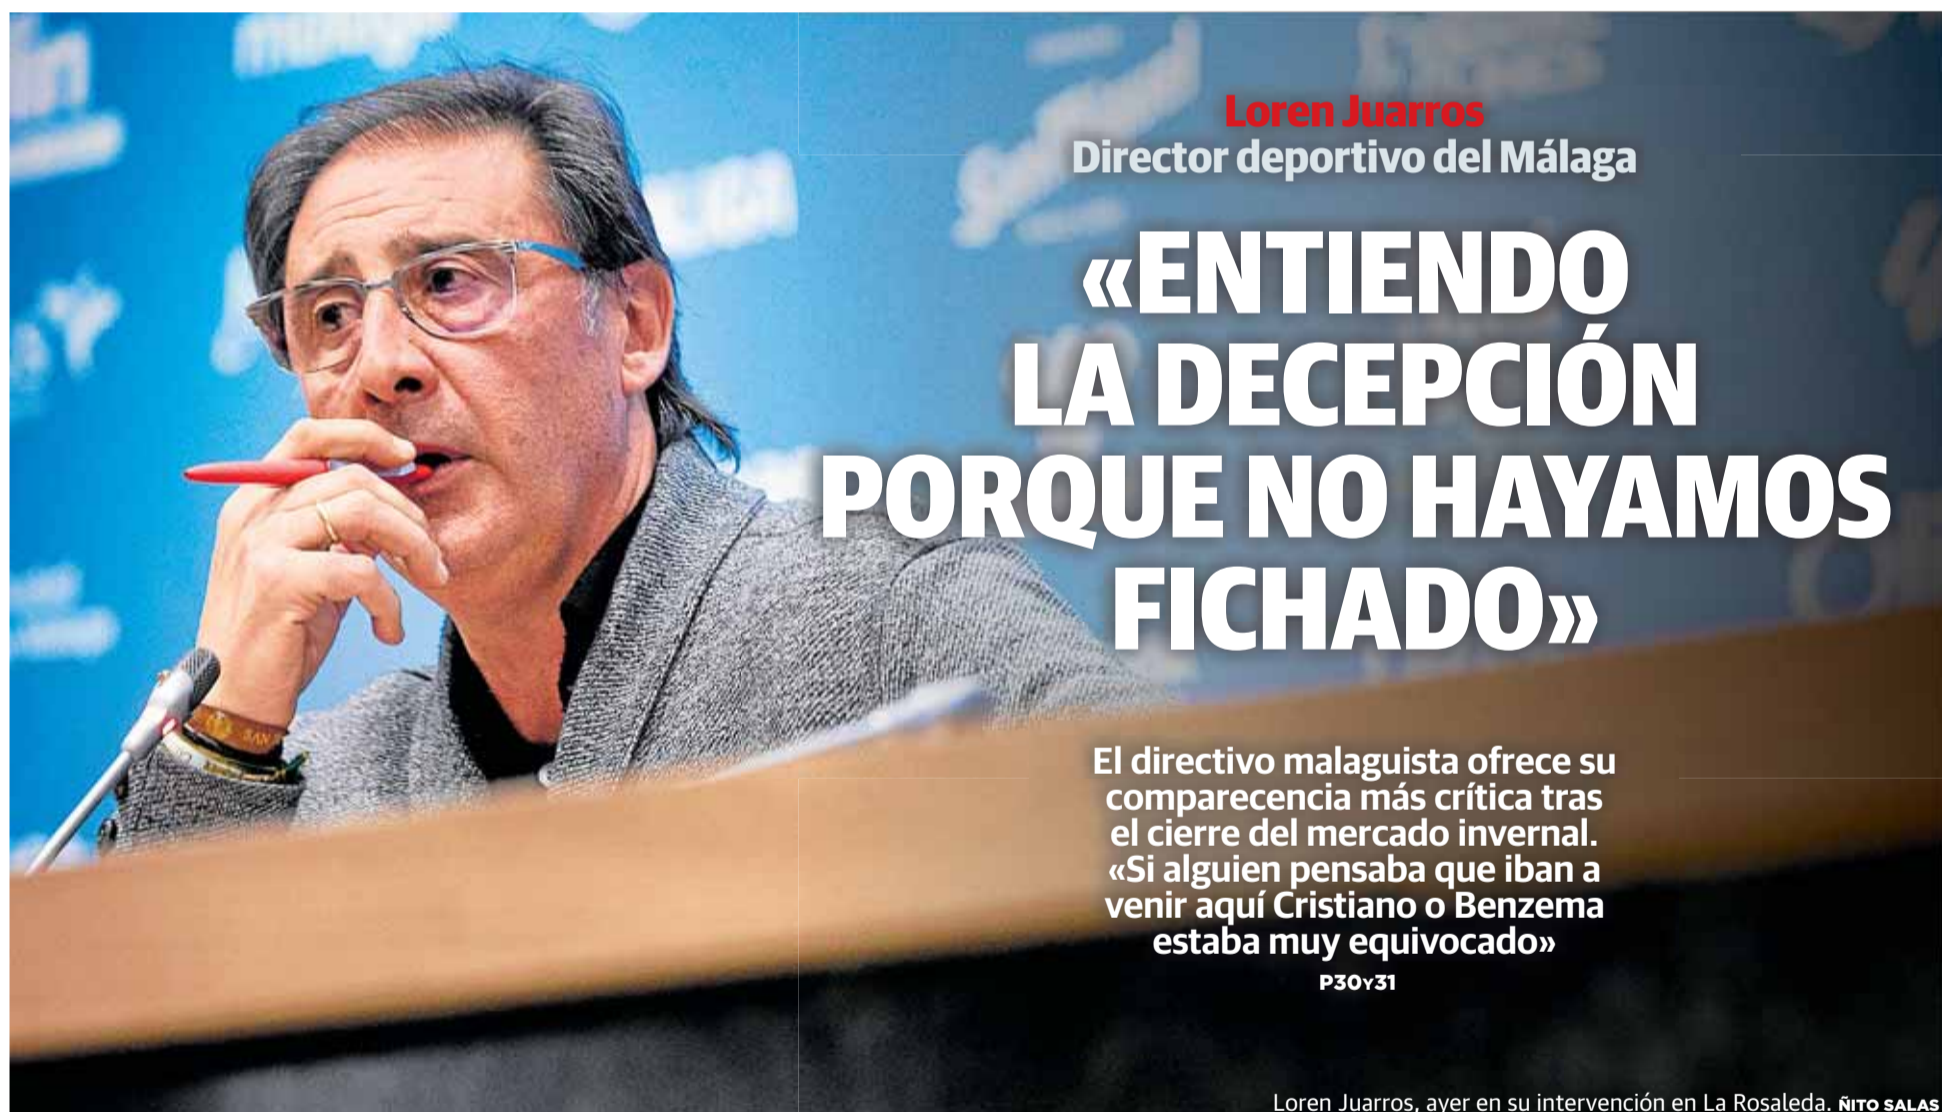 Loren Juarros
Director deportivo del Málaga
«ENTIENDO
LA DECEPCIÓN
PORQUE NO HAYAMOS
FICHADO»
El directivo malaguista ofrece su
comparecencia más crítica tras
el cierre del mercado invernal.
«Si alguien pensaba que iban a
venir aquí Cristiano o Benzema
estaba muy equivocado»
P30Y31
SAN
Loren Juarros, ayer en su intervención en La Rosaleda. ÑITO SALAS